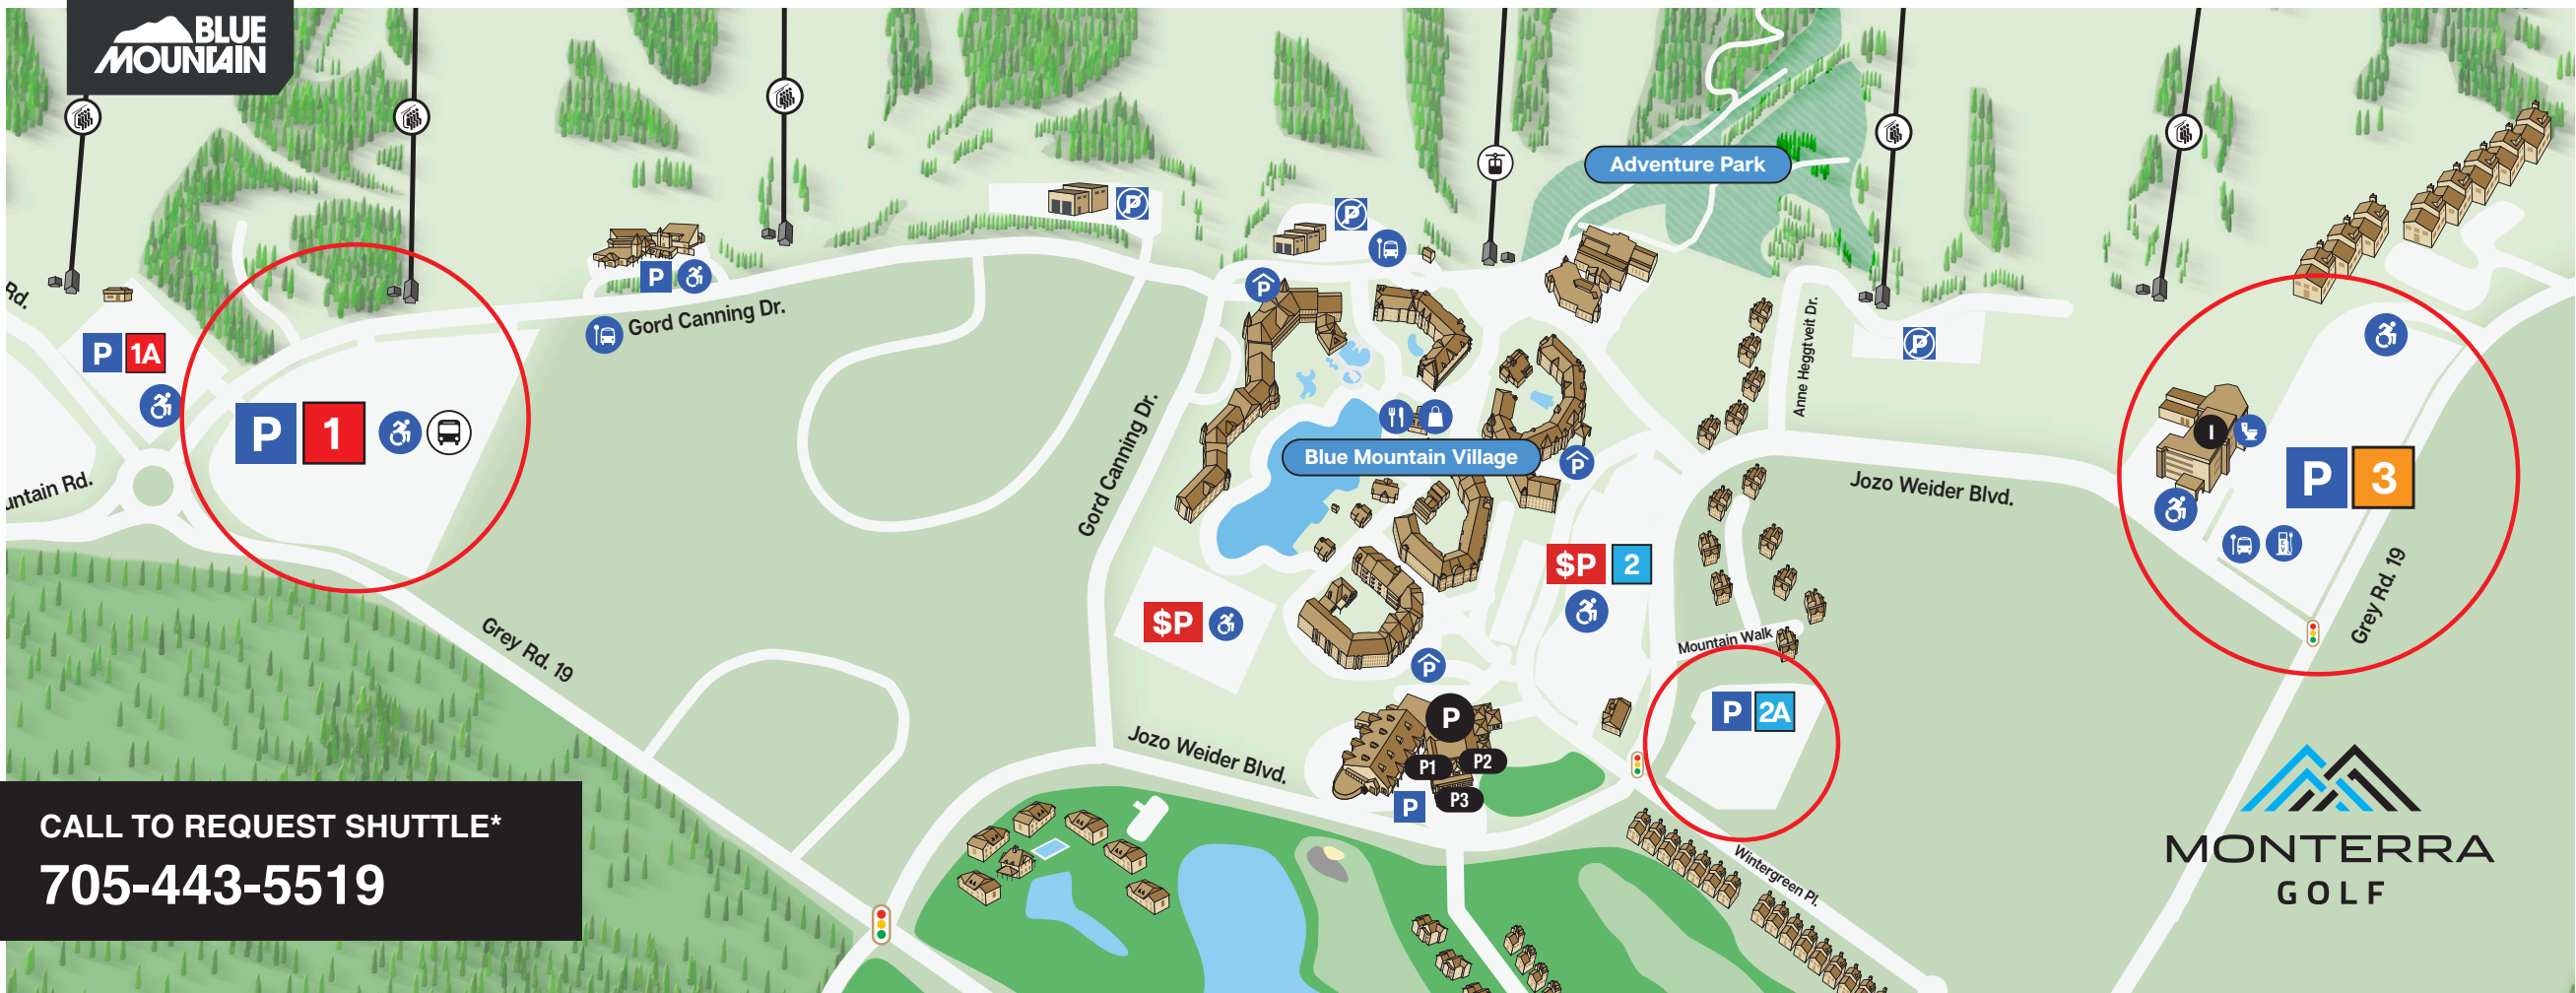 BLUE
MOUNTAIN
Adventure Park
Rd.
P 1A
P
Gord Canning Dr.
P
P
P
P
Anne Heggtveit Dr.
P
P 1
untain Rd.
Gord Canning Dr.
Blue Mountain Village
P
Jozo Weider Blvd.
I
P 3
$P 2
Grey Rd. 19
$P
Grey Rd. 19
Mountain Walk
P
P 2A
P
P1
P2
P3
P
Jozo Weider Blvd.
Wintergreen Pl.
CALL TO REQUEST SHUTTLE*
705-443-5519
MONTERRA
GOLF